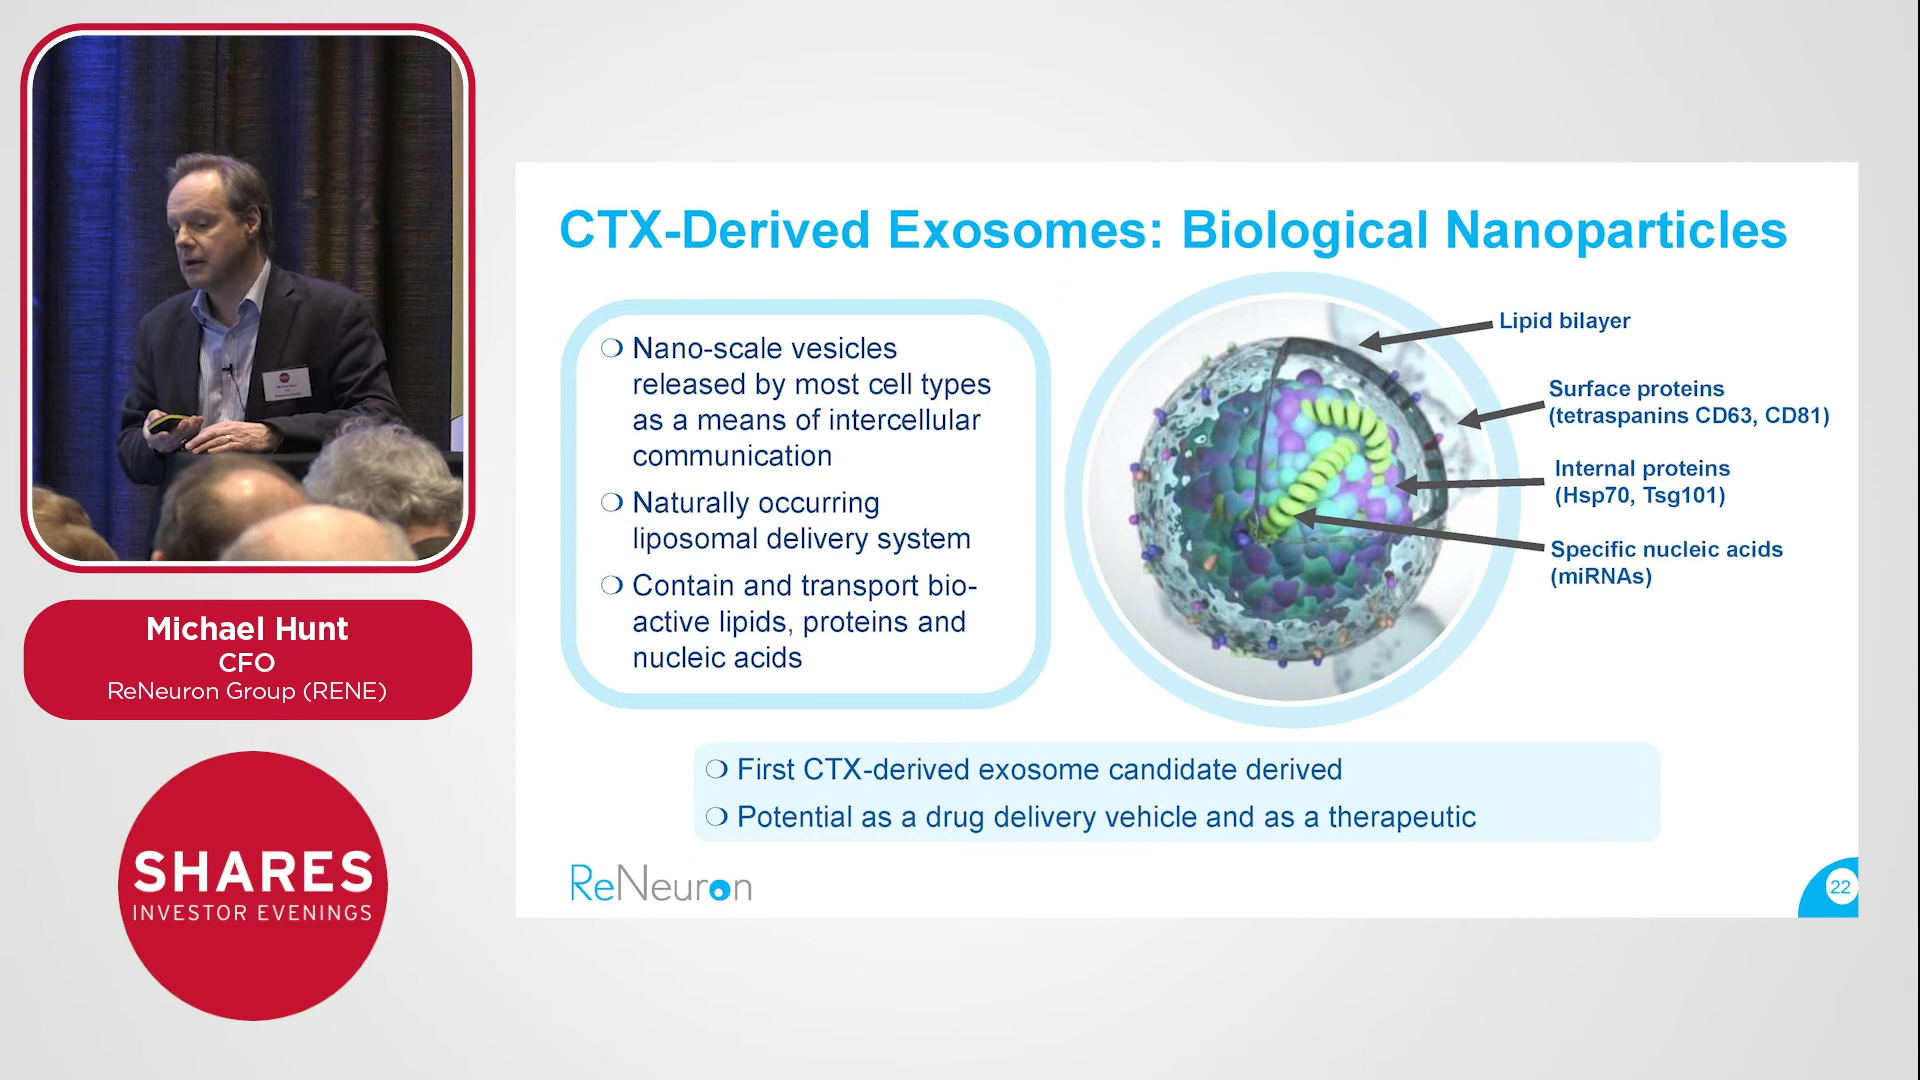 Michael Hunt
CFO
ReNeuron Group (RENE)
SHARES
INVESTOR EVENINGS
CTX-Derived Exosomes: Biological Nanoparticles
❍ Nano-scale vesicles
released by most cell types
as a means of intercellular
communication
❍ Naturally occurring
liposomal delivery system
❍ Contain and transport bio-
active lipids, proteins and
nucleic acids
Lipid bilayer
Surface proteins
(tetraspanins CD63, CD81)
Internal proteins
(Hsp70, Tsg101)
Specific nucleic acids
(miRNAs)
❍ First CTX-derived exosome candidate derived
❍ Potential as a drug delivery vehicle and as a therapeutic
ReNeuron
22